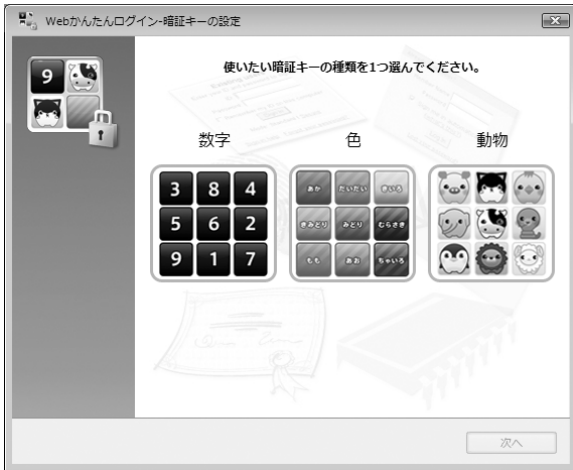 Webかんたんログイン-暗証キーの設定
9
使いたい暗証キーの種類を1つ選んでください。
数字
色
動物
3 8 4
5 6 2
9 1 7
あか だいだい きいろ
きみどり みどり むらさき
もも あお ちゃいろ
次へ